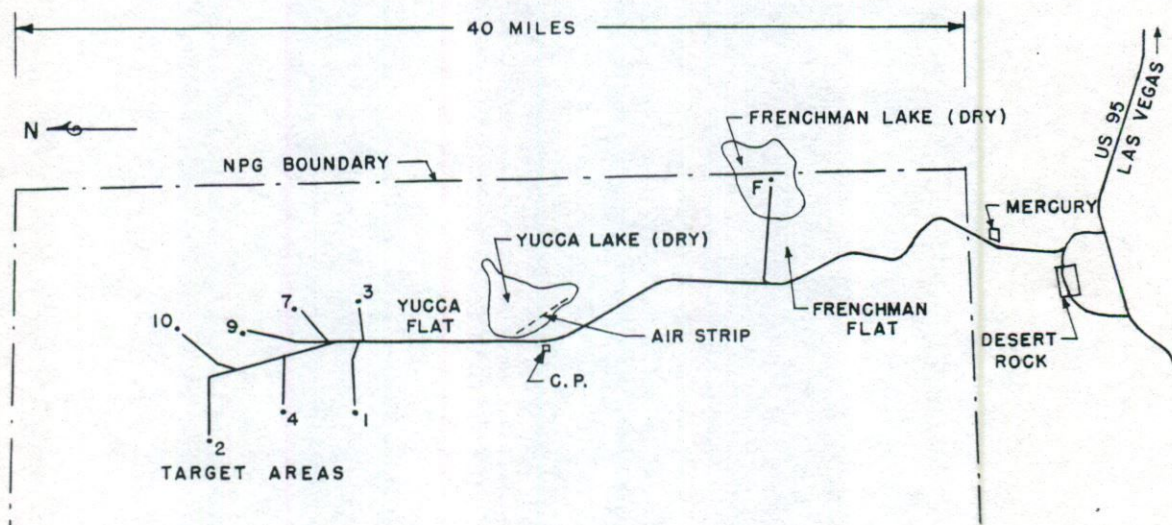 40 MILES
N
NPG BOUNDARY
FRENCHMAN LAKE (DRY)
F
US 95
LAS VEGAS
MERCURY
YUCCA LAKE (DRY)
3
7
10
9
YUCCA
FLAT
AIR STRIP
FRENCHMAN
FLAT
DESERT
ROCK
C.P.
4
1
2
TARGET AREAS